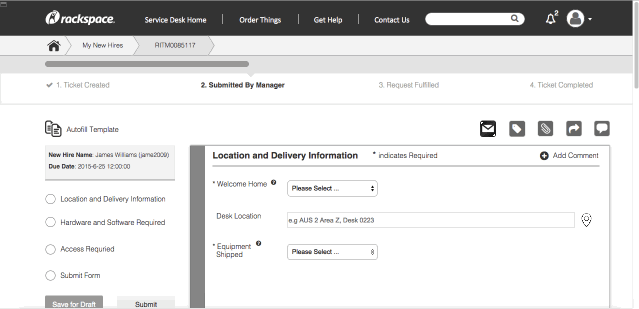 rackspace.
Service Desk Home
Order Things
Get Help
Contact Us
2
My New Hires
RITM0085117
1. Ticket Created
2. Submitted By Manager
3. Request Fulfilled
4. Ticket Completed
Autofill Template
New Hire Name: James Williams (jame2009)
Due Date: 2015-6-25 12:00:00
Location and Delivery Information
Hardware and Software Required
Access Requried
Submit Form
Save for Draft
Submit
Location and Delivery Information
* indicates Required
Add Comment
* Welcome Home ?
Please Select ...
Desk Location
e.g AUS 2 Area Z, Desk 0223
* Equipment ?
Shipped
Please Select ...